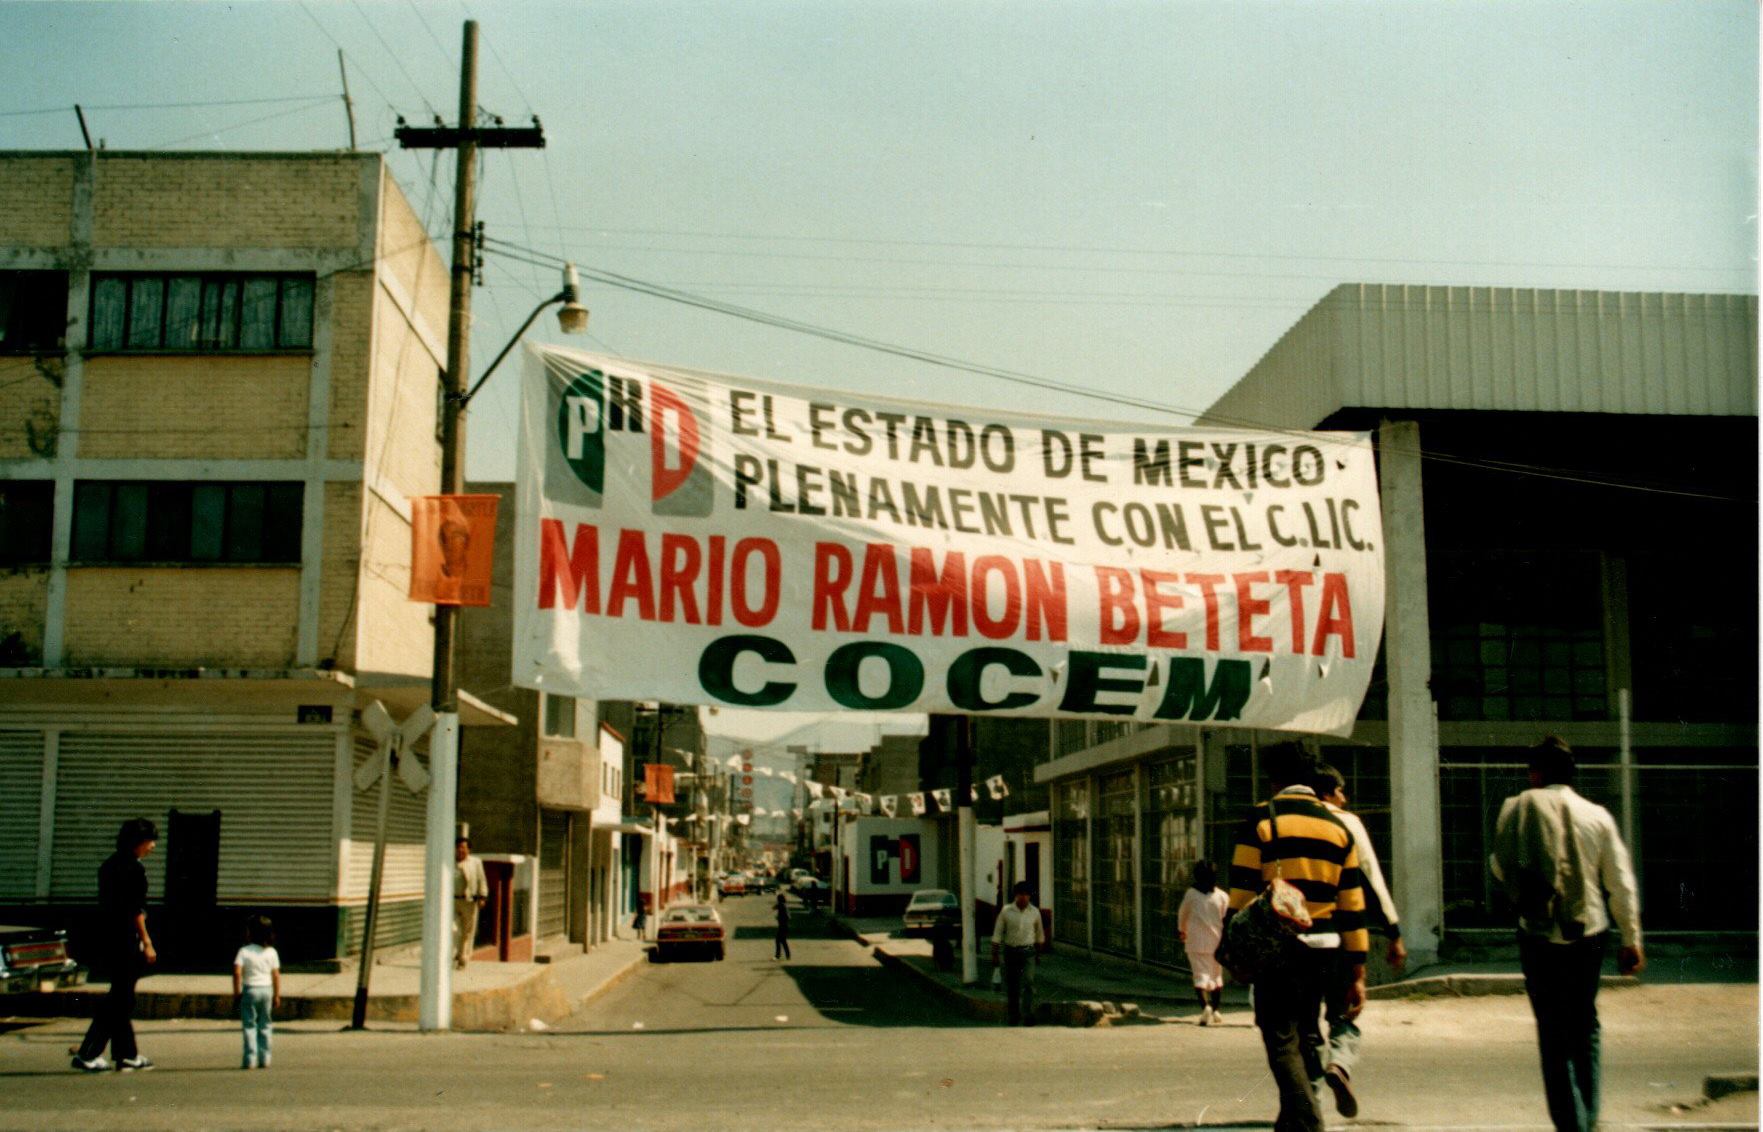 PRI
EL ESTADO DE MEXICO
PLENAMENTE CON EL C.LIC.
MARIO RAMON BETETA
COCEM
PRI